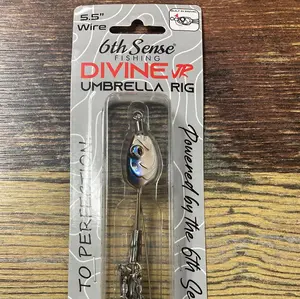 5.5"
Wire
6th Sense
FISHING
DIVINE JR
UMBRELLA RIG
TO PERFECTION
Powered by the 6th Se